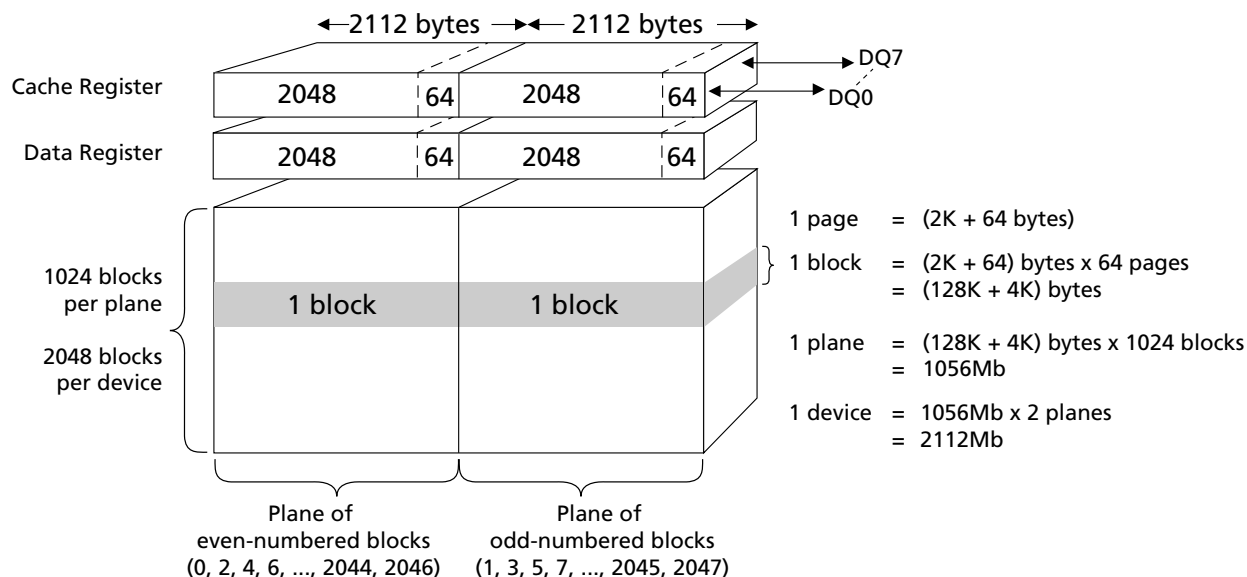 2112 bytes 2112 bytes
DQ7
DQ0
Cache Register
2048 64 2048 64
Data Register
2048 64 2048 64
1024 blocks
per plane
2048 blocks
per device
1 block 1 block
1 page = (2K + 64 bytes)
1 block = (2K + 64) bytes x 64 pages
= (128K + 4K) bytes
1 plane = (128K + 4K) bytes x 1024 blocks
= 1056Mb
1 device = 1056Mb x 2 planes
= 2112Mb
Plane of
even-numbered blocks
(0, 2, 4, 6, ..., 2044, 2046)
Plane of
odd-numbered blocks
(1, 3, 5, 7, ..., 2045, 2047)